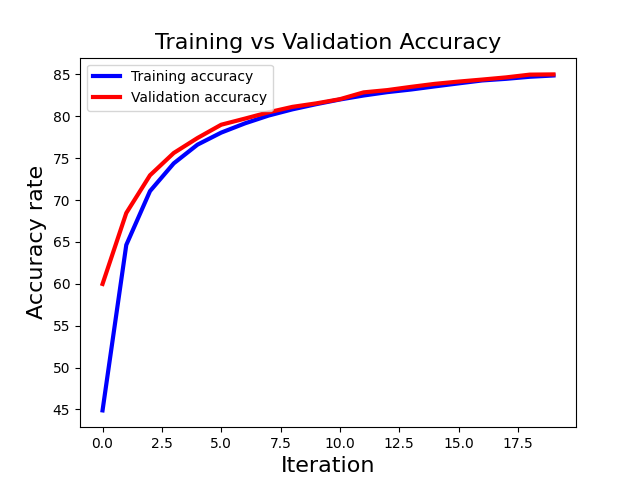 Training vs Validation Accuracy
Training accuracy
Validation accuracy
85
80
75
70
65
60
55
50
45
Accuracy rate
0.0 2.5 5.0 7.5 10.0 12.5 15.0 17.5
Iteration